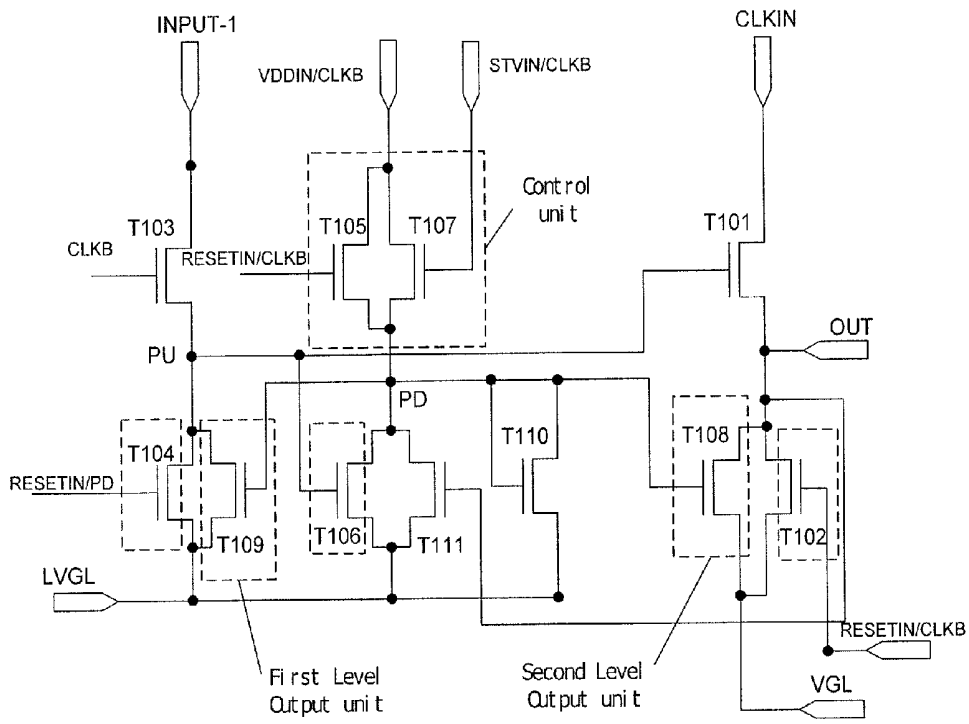 INPUT-1
CLKIN
VDDIN/CLKB
STVIN/CLKB
Control
unit
T103
T105
T107
T101
CLKB
RESETIN/CLKB
OUT
PU
PD
T104
T110
T108
RESETIN/PD
T109
T106
T111
T102
LVGL
RESETIN/CLKB
First Level
Output unit
Second Level
Output unit
VGL